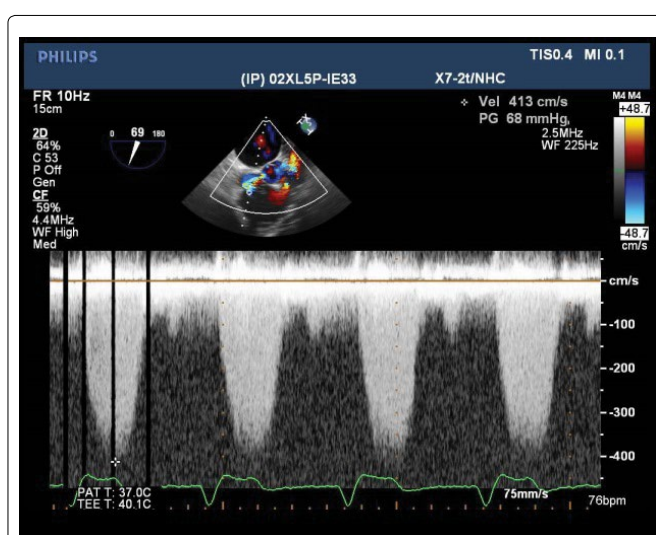 PHILIPS
TIS0.4 MI 0.1
(IP) 02XL5P-IE33 X7-2t/NHC
FR 10Hz
15cm
2D
64%
C 53
P Off
Gen
CF
59%
4.4MHz
WF High
Med
0 69 180
Vel 413 cm/s
PG 68 mmHg,
2.5MHz
WF 225Hz
M4 M4
+48.7
-48.7
cm/s
cm/s
-100
-200
-300
-400
PAT T: 37.0C
TEE T: 40.1C
75mm/s
76bpm